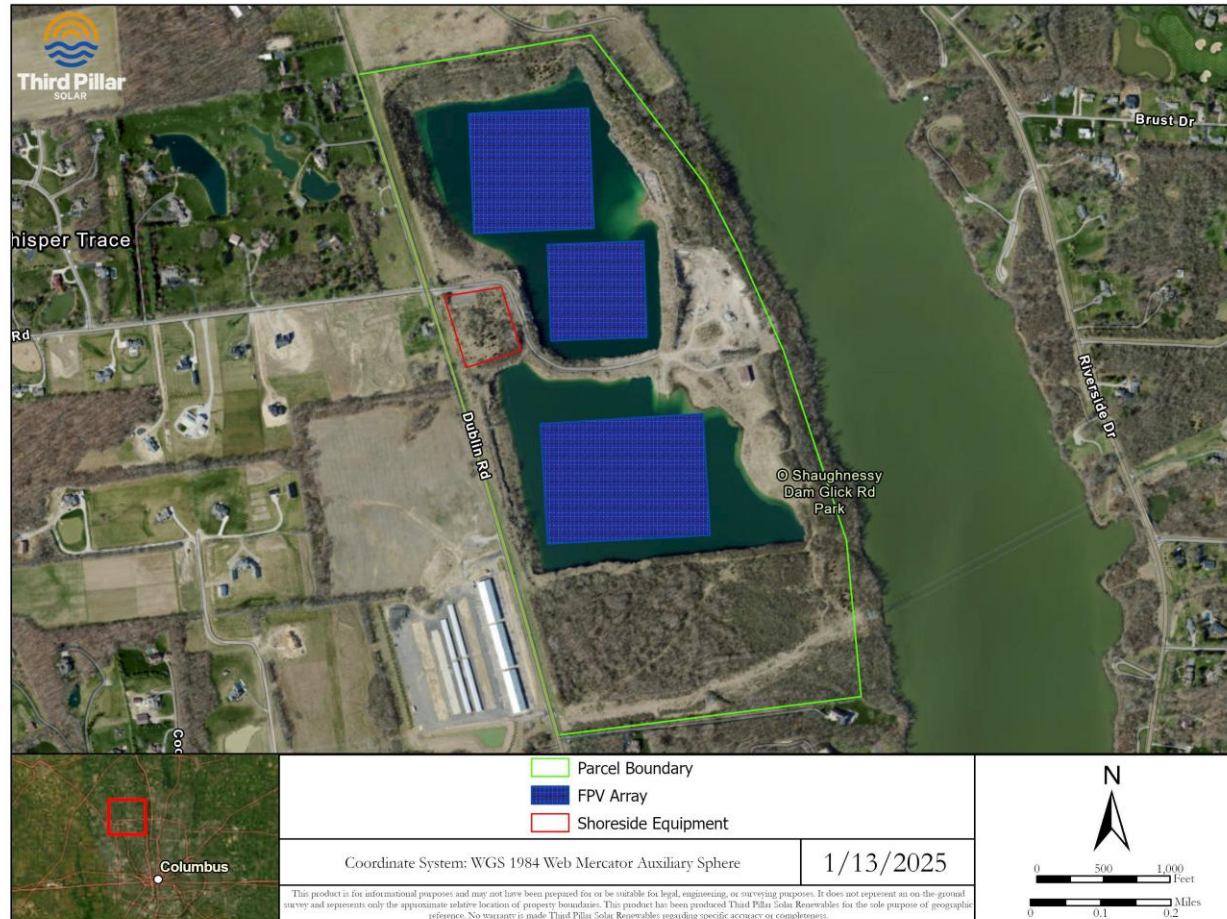 Third Pillar
SOLAR
Brust Dr
hisper Trace
Rd
Riverside Dr
Dublin Rd
O Shaughnessy
Dam Glick Rd
Park
Coo
Parcel Boundary
FPV Array
Shoreside Equipment
Columbus
Coordinate System: WGS 1984 Web Mercator Auxiliary Sphere
1/13/2025
This product is for informational purposes and may not have been prepared for or be suitable for legal, engineering, or surveying purposes. It does not represent an on-the-ground
survey and represents only the approximate relative location of property boundaries. This product has been produced Third Pillar Solar Renewables for the sole purpose of geographic
reference. No warranty is made Third Pillar Solar Renewables regarding specific accuracy or completeness.
N
0 500 1,000
Feet
Miles
0 0.1 0.2